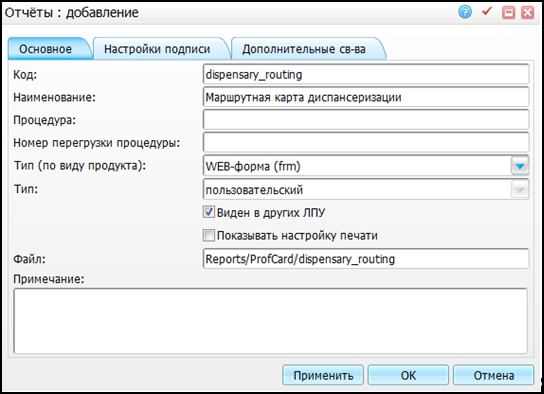 Отчёты : добавление
Основное Настройки подписи Дополнительные св-ва
Код: dispensary_routing
Наименование: Маршрутная карта диспансеризации
Процедура:
Номер перегрузки процедуры:
Тип (по виду продукта): WEB-форма (frm)
Тип: пользовательский
Виден в других ЛПУ
Показывать настройку печати
Файл: Reports/ProfCard/dispensary_routing
Примечание:
Применить ОК Отмена